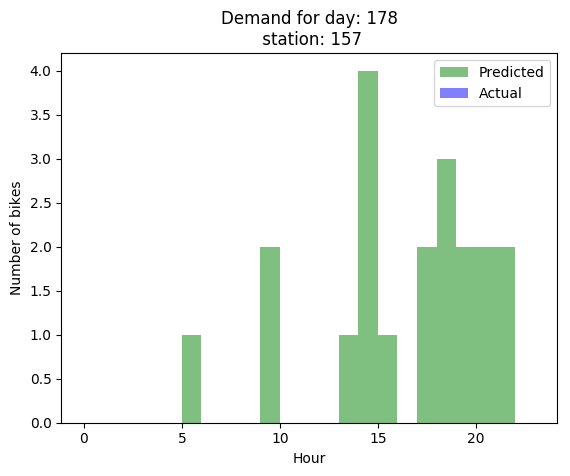 Demand for day: 178
station: 157
Predicted
Actual
4.0
3.5
3.0
2.5
2.0
1.5
1.0
0.5
0.0
Number of bikes
0 5 10 15 20
Hour